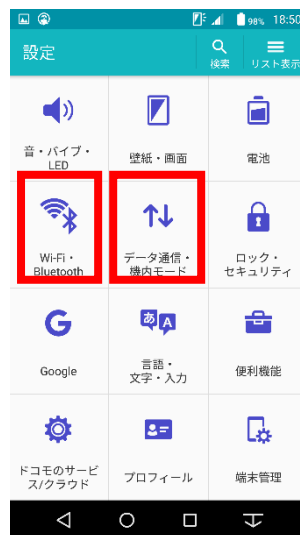 98% 18:50
設定
検索 リスト表示
音・バイブ・
LED
壁紙・画面
電池
Wi-Fi・
Bluetooth
データ通信・
機内モード
ロック・
セキュリティ
Google
言語・
文字・入力
便利機能
ドコモのサービ
ス/クラウド
プロフィール
端末管理